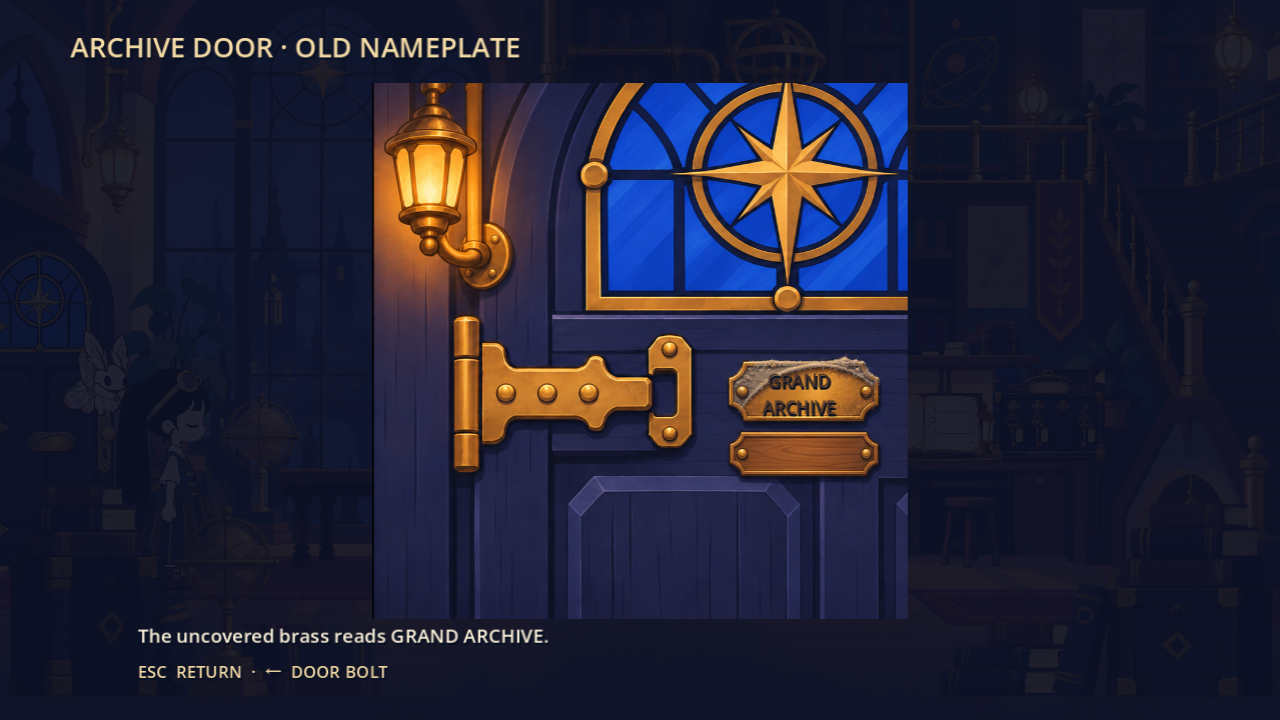 ARCHIVE DOOR · OLD NAMEPLATE
GRAND
ARCHIVE
The uncovered brass reads GRAND ARCHIVE.
ESC RETURN · ← DOOR BOLT